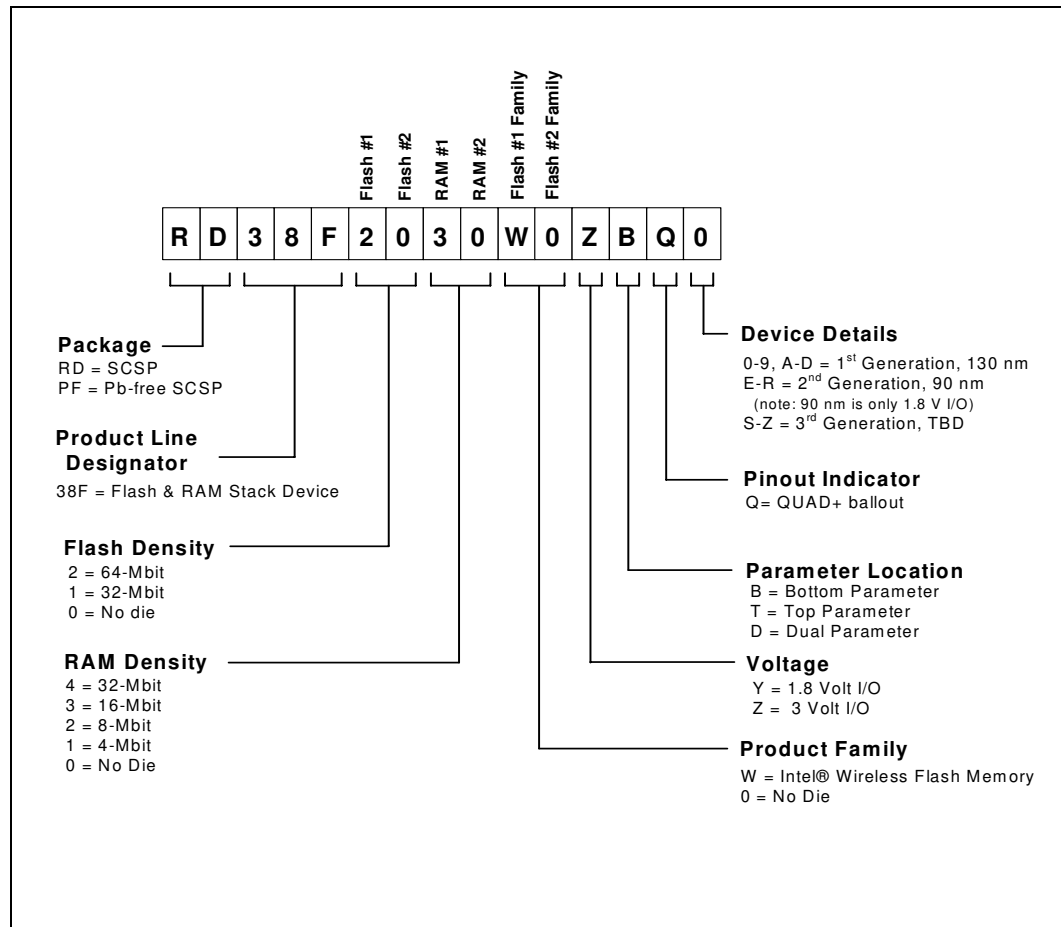 Flash #1
Flash #2
RAM #1
RAM #2
Flash #1 Family
Flash #2 Family
R D 3 8 F 2 0 3 0 W 0 Z B Q 0
Package
RD = SCSP
PF = Pb-free SCSP
Product Line
Designator
38F = Flash & RAM Stack Device
Flash Density
2 = 64-Mbit
1 = 32-Mbit
0 = No die
RAM Density
4 = 32-Mbit
3 = 16-Mbit
2 = 8-Mbit
1 = 4-Mbit
0 = No Die
Device Details
0-9, A-D = 1st Generation, 130 nm
E-R = 2nd Generation, 90 nm
(note: 90 nm is only 1.8 V I/O)
S-Z = 3rd Generation, TBD
Pinout Indicator
Q= QUAD+ ballout
Parameter Location
B = Bottom Parameter
T = Top Parameter
D = Dual Parameter
Voltage
Y = 1.8 Volt I/O
Z = 3 Volt I/O
Product Family
W = Intel® Wireless Flash Memory
0 = No Die